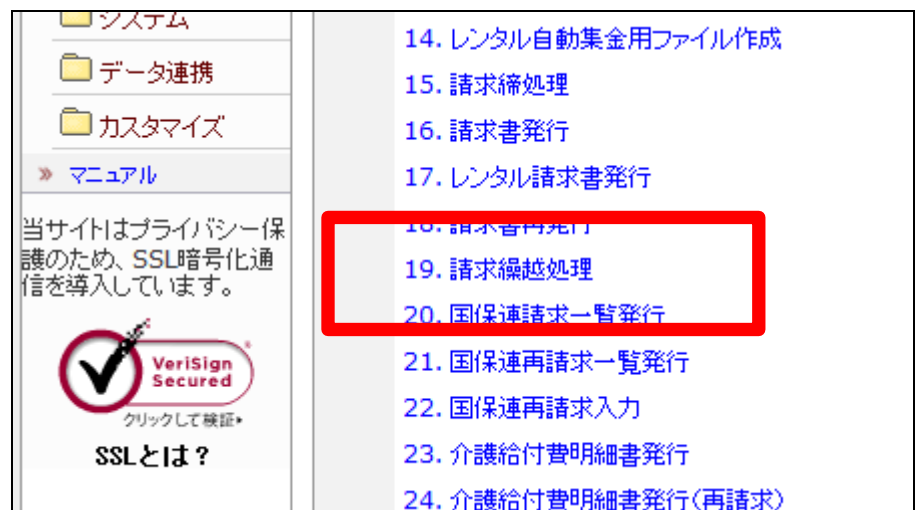 システム
データ連携
カスタマイズ
» マニュアル
当サイトはプライバシー保
護のため、SSL暗号化通
信を導入しています。
VeriSign
Secured
クリックして検証
SSLとは？
14. レンタル自動集金用ファイル作成
15. 請求締処理
16. 請求書発行
17. レンタル請求書発行
18. 請求書再発行
19. 請求繰越処理
20. 国保連請求一覧発行
21. 国保連再請求一覧発行
22. 国保連再請求入力
23. 介護給付費明細書発行
24. 介護給付費明細書発行(再請求)